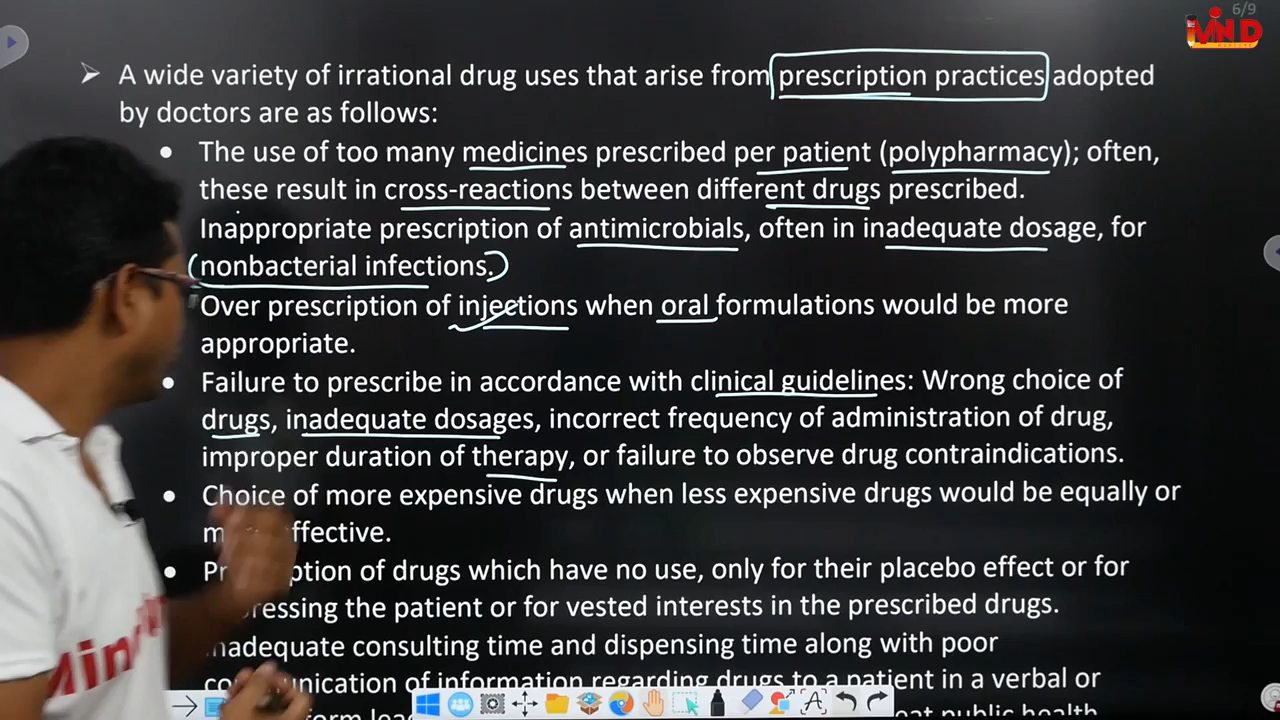 6/9
MIND
➤ A wide variety of irrational drug uses that arise from prescription practices adopted
by doctors are as follows:
• The use of too many medicines prescribed per patient (polypharmacy); often,
these result in cross-reactions between different drugs prescribed.
Inappropriate prescription of antimicrobials, often in inadequate dosage, for
(nonbacterial infections.)
Over prescription of injections when oral formulations would be more
appropriate.
• Failure to prescribe in accordance with clinical guidelines: Wrong choice of
drugs, inadequate dosages, incorrect frequency of administration of drug,
improper duration of therapy, or failure to observe drug contraindications.
• Choice of more expensive drugs when less expensive drugs would be equally or
effective.
• of drugs which have no use, only for their placebo effect or for
the patient or for vested interests in the prescribed drugs.
consulting time and dispensing time along with poor
of information regarding drugs to a patient in a verbal or
public health